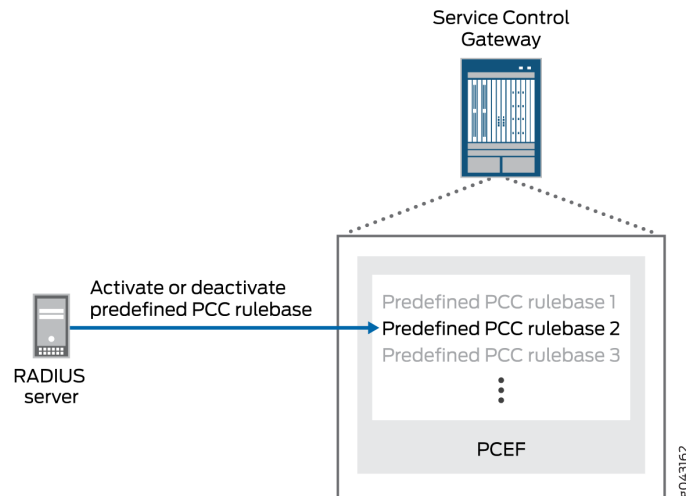 Service Control
Gateway
Activate or deactivate
predefined PCC rulebase
Predefined PCC rulebase 1
Predefined PCC rulebase 2
Predefined PCC rulebase 3
RADIUS
server
PCEF
g043162